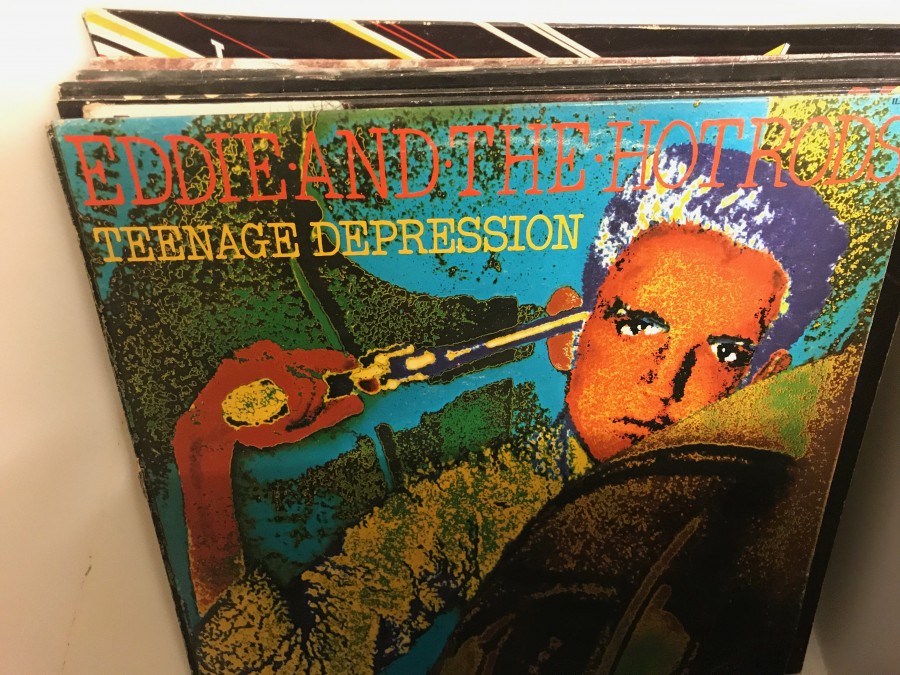 EDDIE·AND·THE·HOT RODS
TEENAGE DEPRESSION